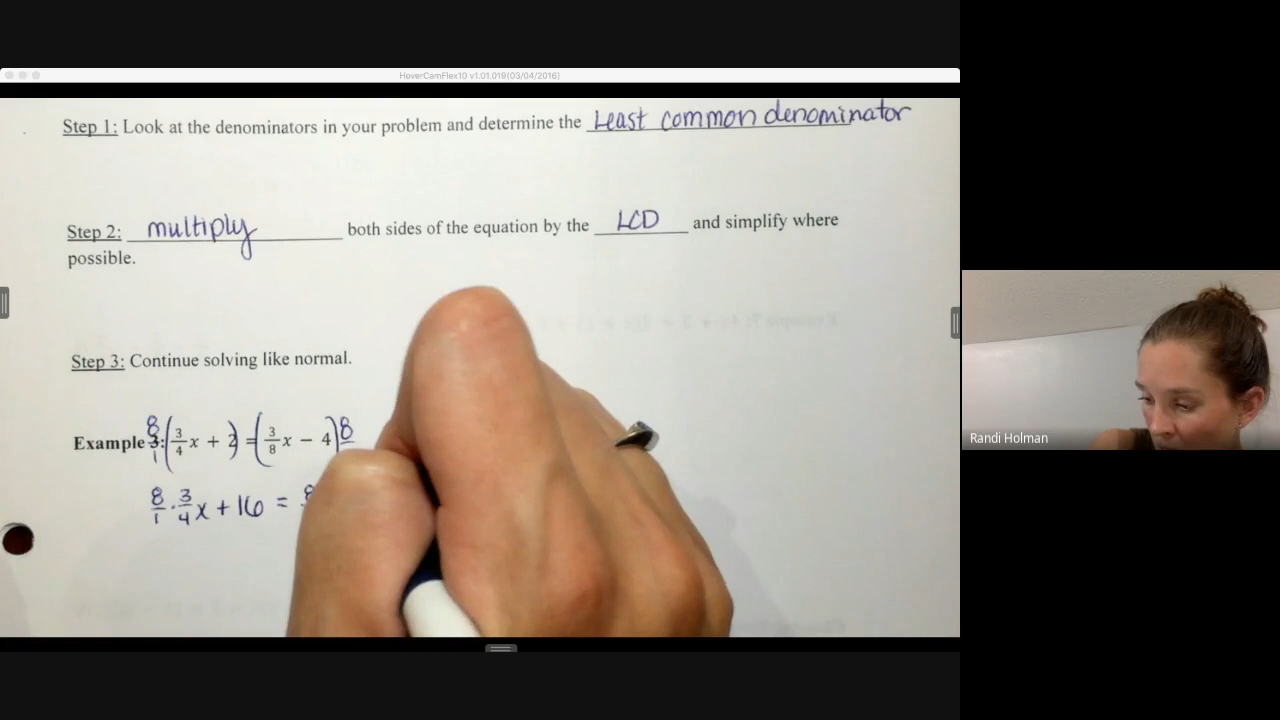 HoverCamFlex10 v1.01.019(03/04/2016)
Step 1: Look at the denominators in your problem and determine the Least common denominator
Step 2: multiply both sides of the equation by the LCD and simplify where
possible.
Step 3: Continue solving like normal.
Example 3: 8/1 (3/4 x + 2) = (3/8 x − 4) 8
8/1 · 3/4 x + 16 = 8
Randi Holman